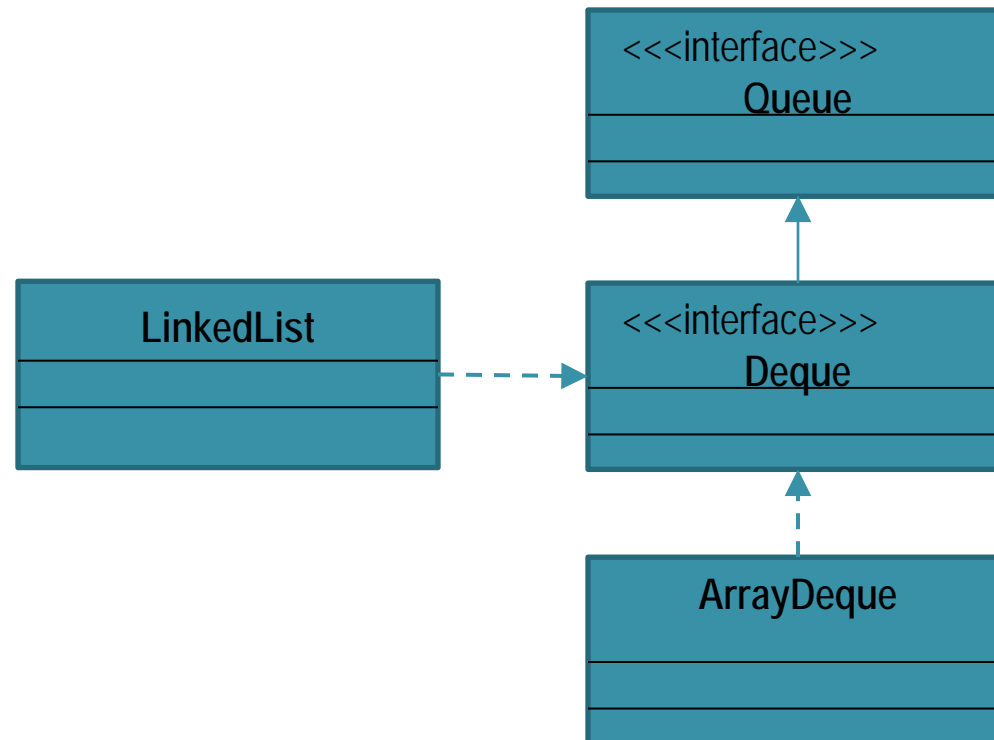 <<<interface>>>
Queue
LinkedList
<<<interface>>>
Deque
ArrayDeque